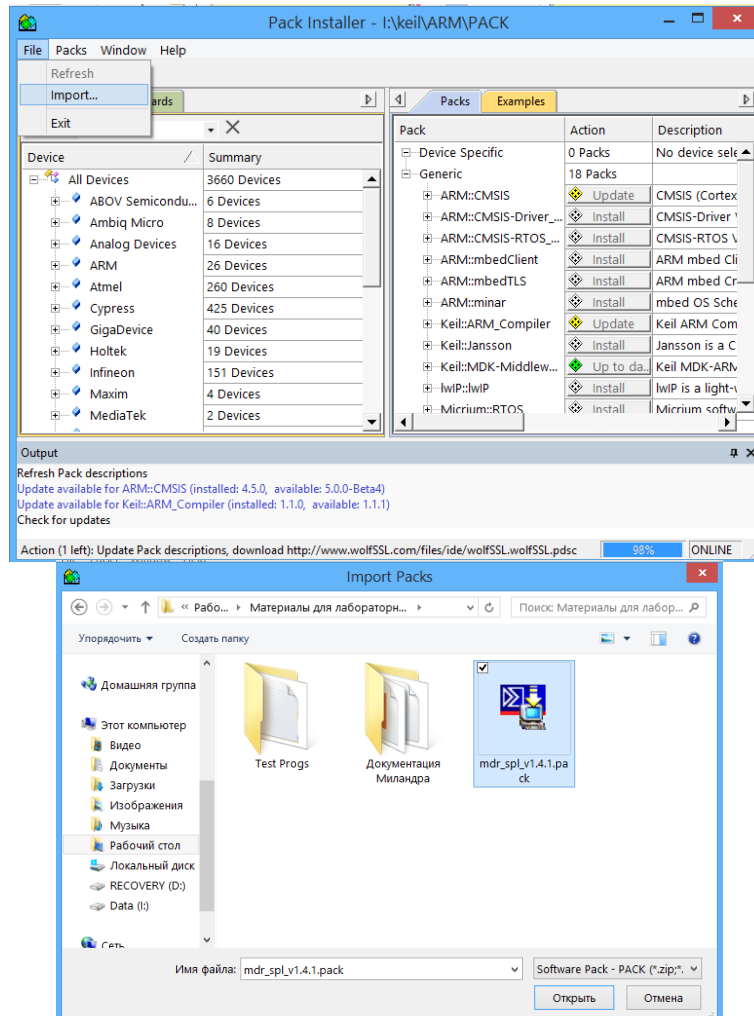 Pack Installer - I:\keil\ARM\PACK
File Packs Window Help
Refresh
Import...
Exit
ards
Packs Examples
Device Summary
All Devices 3660 Devices
ABOV Semicondu... 6 Devices
Ambiq Micro 8 Devices
Analog Devices 16 Devices
ARM 26 Devices
Atmel 260 Devices
Cypress 425 Devices
GigaDevice 40 Devices
Holtek 19 Devices
Infineon 151 Devices
Maxim 4 Devices
MediaTek 2 Devices
Pack Action Description
Device Specific 0 Packs No device sele
Generic 18 Packs
ARM::CMSIS Update CMSIS (Cortex
ARM::CMSIS-Driver_... Install CMSIS-Driver
ARM::CMSIS-RTOS_... Install CMSIS-RTOS
ARM::mbedClient Install ARM mbed Cli
ARM::mbedTLS Install ARM mbed Cr
ARM::minar Install mbed OS Sche
Keil::ARM_Compiler Update Keil ARM Com
Keil::Jansson Install Jansson is a C
Keil::MDK-Middlew... Up to da.. Keil MDK-ARM
lwIP::lwIP Install lwIP is a light-
Micrium::RTOS Install Micrium softw
Output
Refresh Pack descriptions
Update available for ARM::CMSIS (installed: 4.5.0, available: 5.0.0-Beta4)
Update available for Keil::ARM_Compiler (installed: 1.1.0, available: 1.1.1)
Check for updates
Action (1 left): Update Pack descriptions, download http://www.wolfSSL.com/files/ide/wolfSSL.wolfSSL.pdsc 98% ONLINE
Import Packs
« Рабо... Материалы для лабораторн... Поиск: Материалы для лабор...
Упорядочить Создать папку
Домашняя группа
Этот компьютер
Видео
Документы
Загрузки
Изображения
Музыка
Рабочий стол
Локальный диск
RECOVERY (D:)
Data (I:)
Сеть
Test Progs
Документация
Миландра
mdr_spl_v1.4.1.pa
ck
Имя файла: mdr_spl_v1.4.1.pack Software Pack - PACK (*.zip;*.
Открыть Отмена